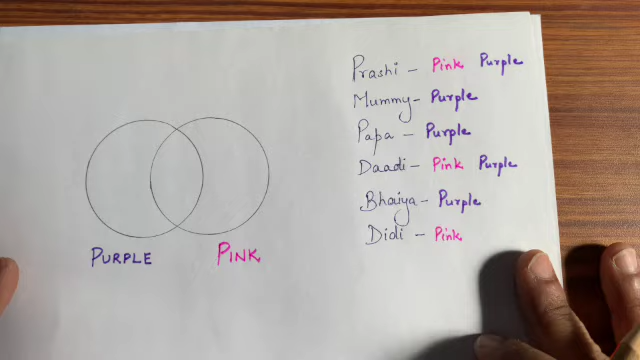 Prashi - Pink Purple
Mummy - Purple
Papa - Purple
Daadi - Pink Purple
Bhaiya - Purple
Didi - Pink
PURPLE PINK